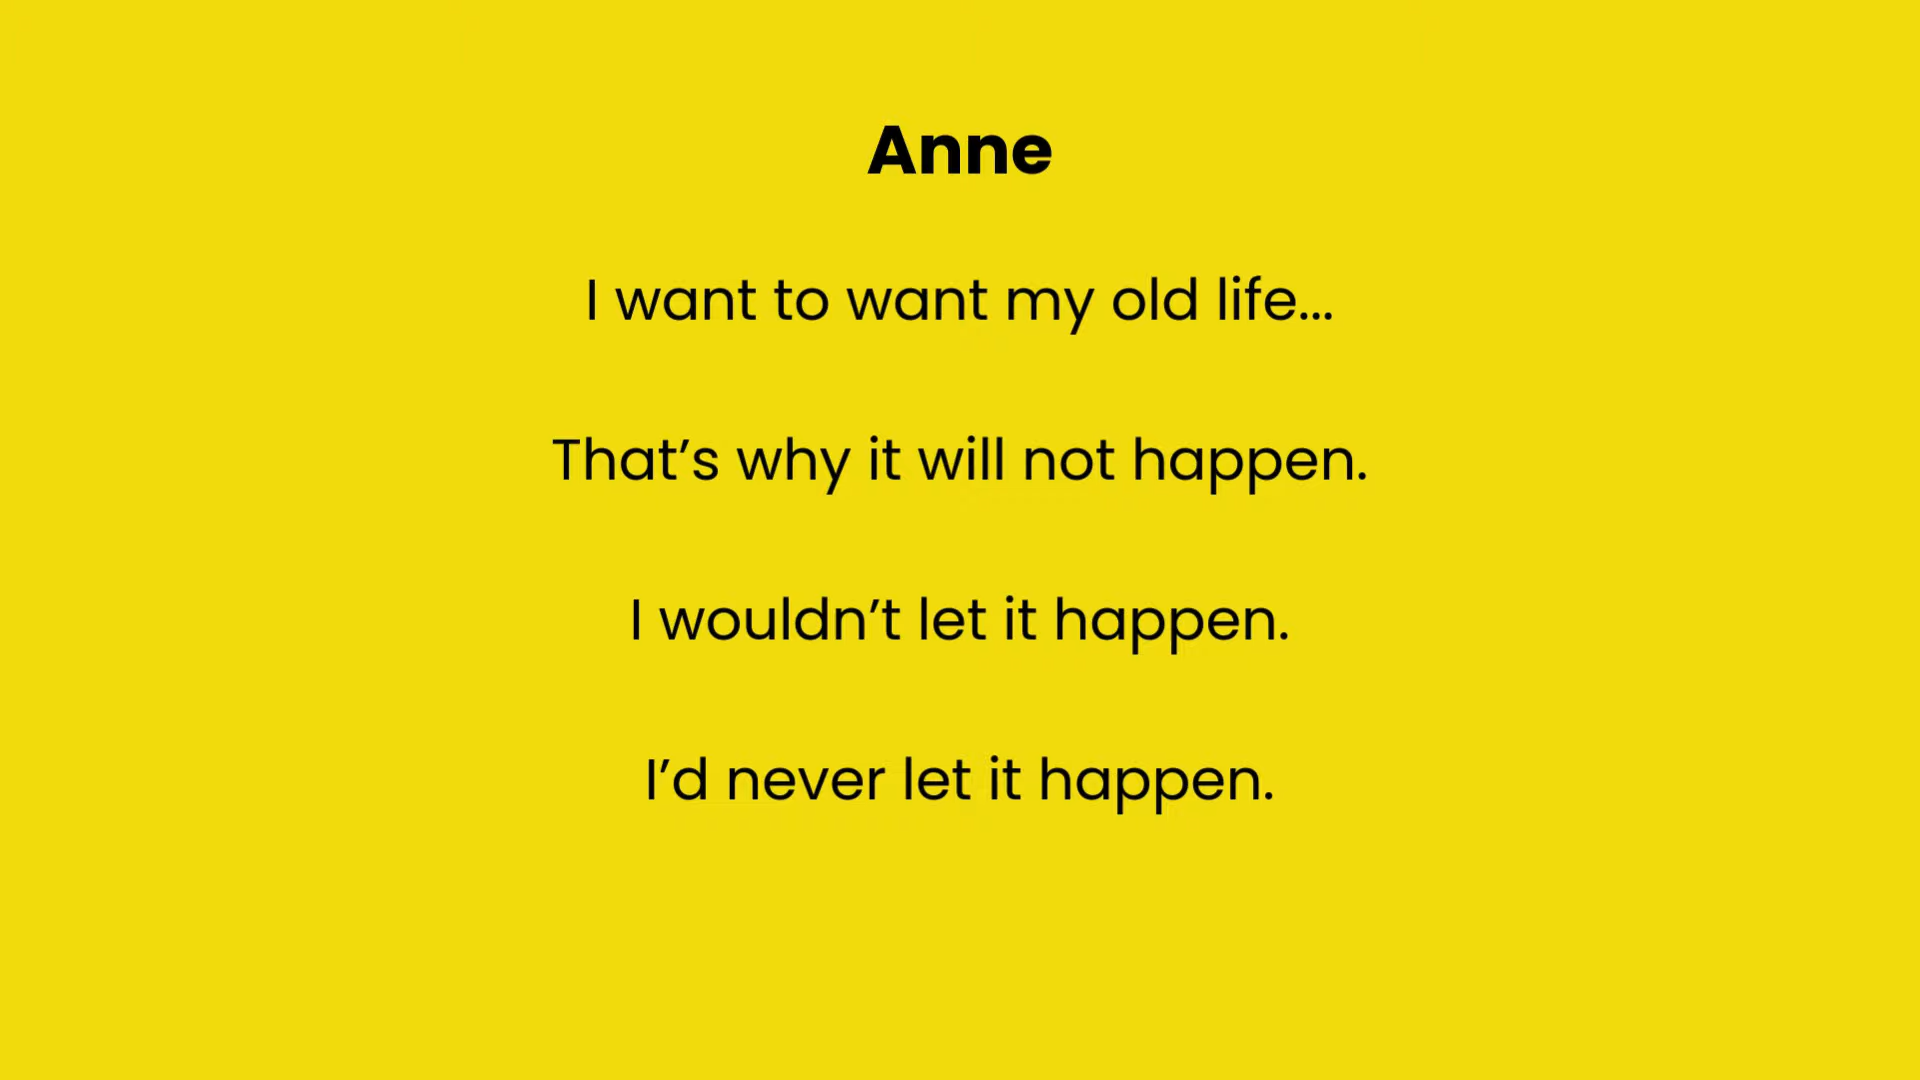 Anne
I want to want my old life...
That’s why it will not happen.
I wouldn’t let it happen.
I’d never let it happen.